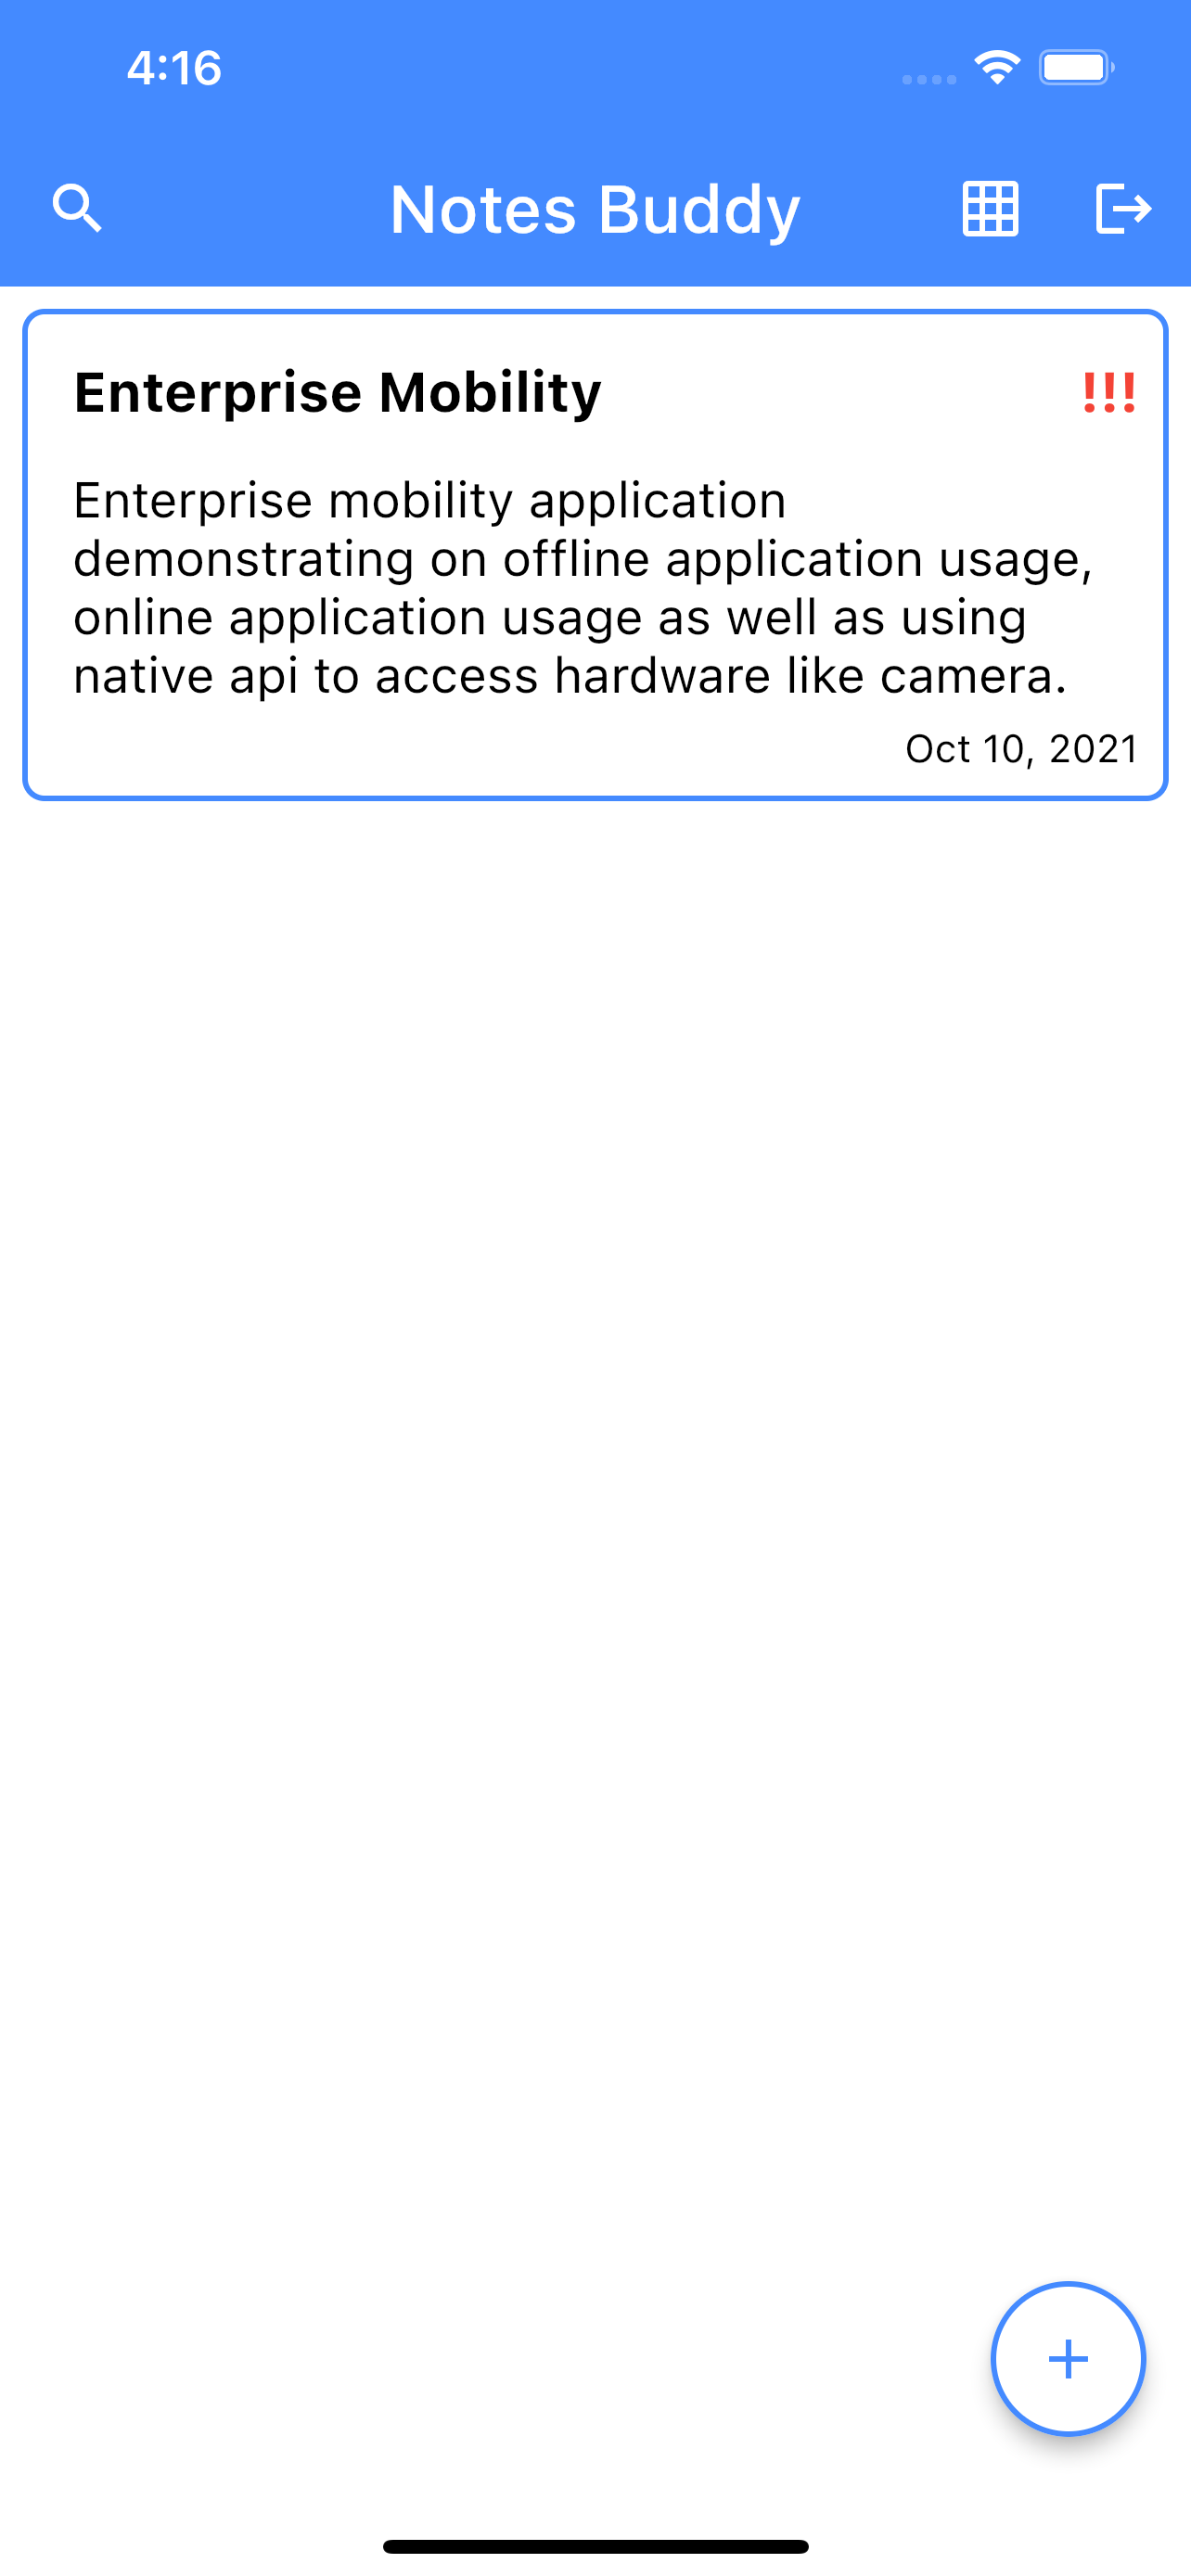 4:16
Notes Buddy
Enterprise Mobility !!!
Enterprise mobility application
demonstrating on offline application usage,
online application usage as well as using
native api to access hardware like camera.
Oct 10, 2021
+